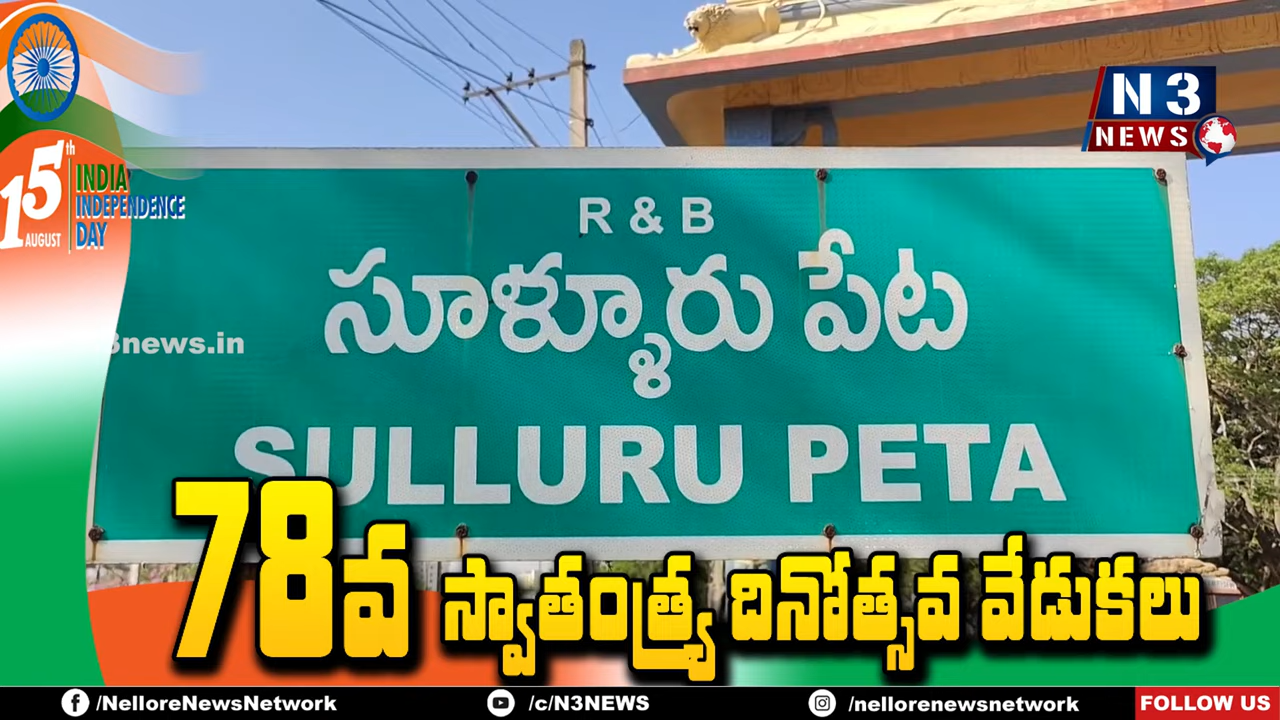 15th
AUGUST
INDIA
INDEPENDENCE
DAY
N3
NEWS
R & B
సూళ్ళూరు పేట
3news.in
SULLURU PETA
78వ స్వాతంత్ర్య దినోత్సవ వేడుకలు
/NelloreNewsNetwork
/c/N3NEWS
/nellorenewsnetwork
FOLLOW US